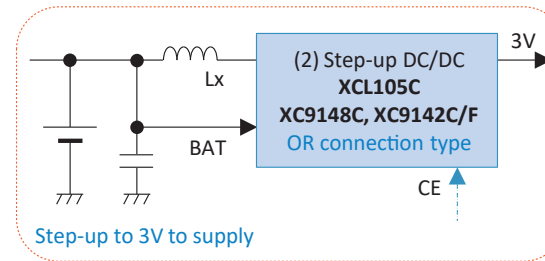 3V
(2) Step-up DC/DC
XCL105C
XC9148C, XC9142C/F
OR connection type
Lx
BAT
CE
Step-up to 3V to supply